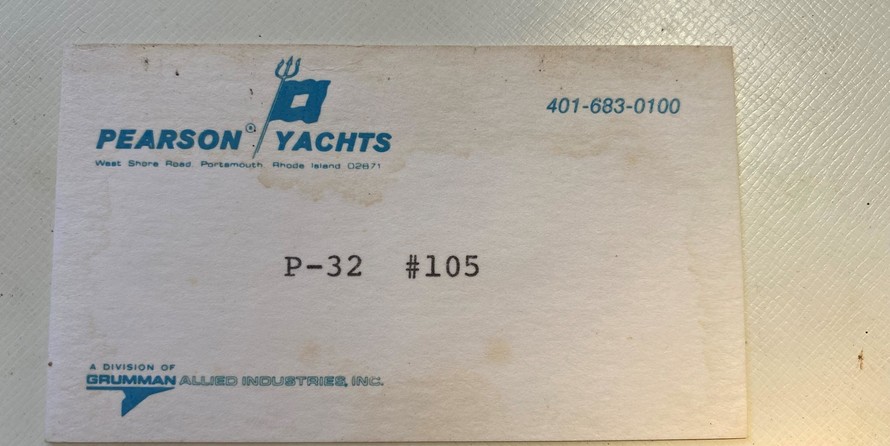 PEARSON® YACHTS
West Shore Road, Portsmouth, Rhode Island 02871
401-683-0100
P-32 #105
A DIVISION OF
GRUMMAN ALLIED INDUSTRIES, INC.